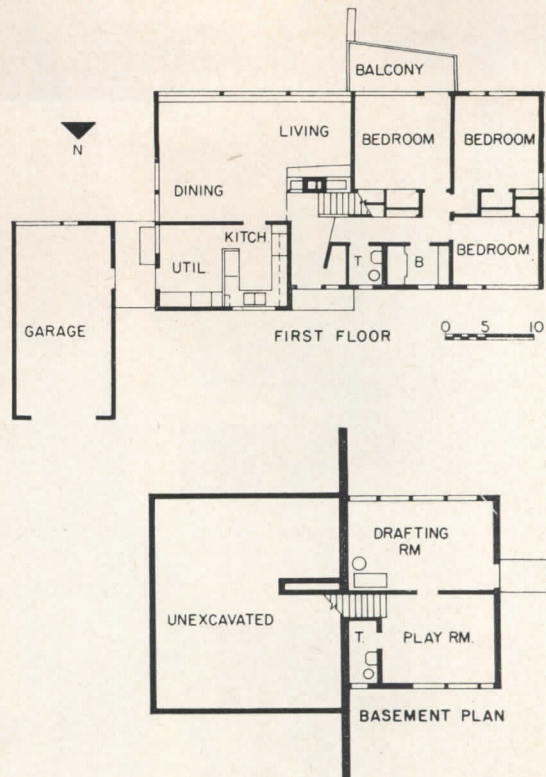 BALCONY
LIVING
BEDROOM
BEDROOM
N
DINING
KITCH.
UTIL
T
B
BEDROOM
GARAGE
FIRST FLOOR
0 5 10
DRAFTING
RM
UNEXCAVATED
T.
PLAY RM.
BASEMENT PLAN